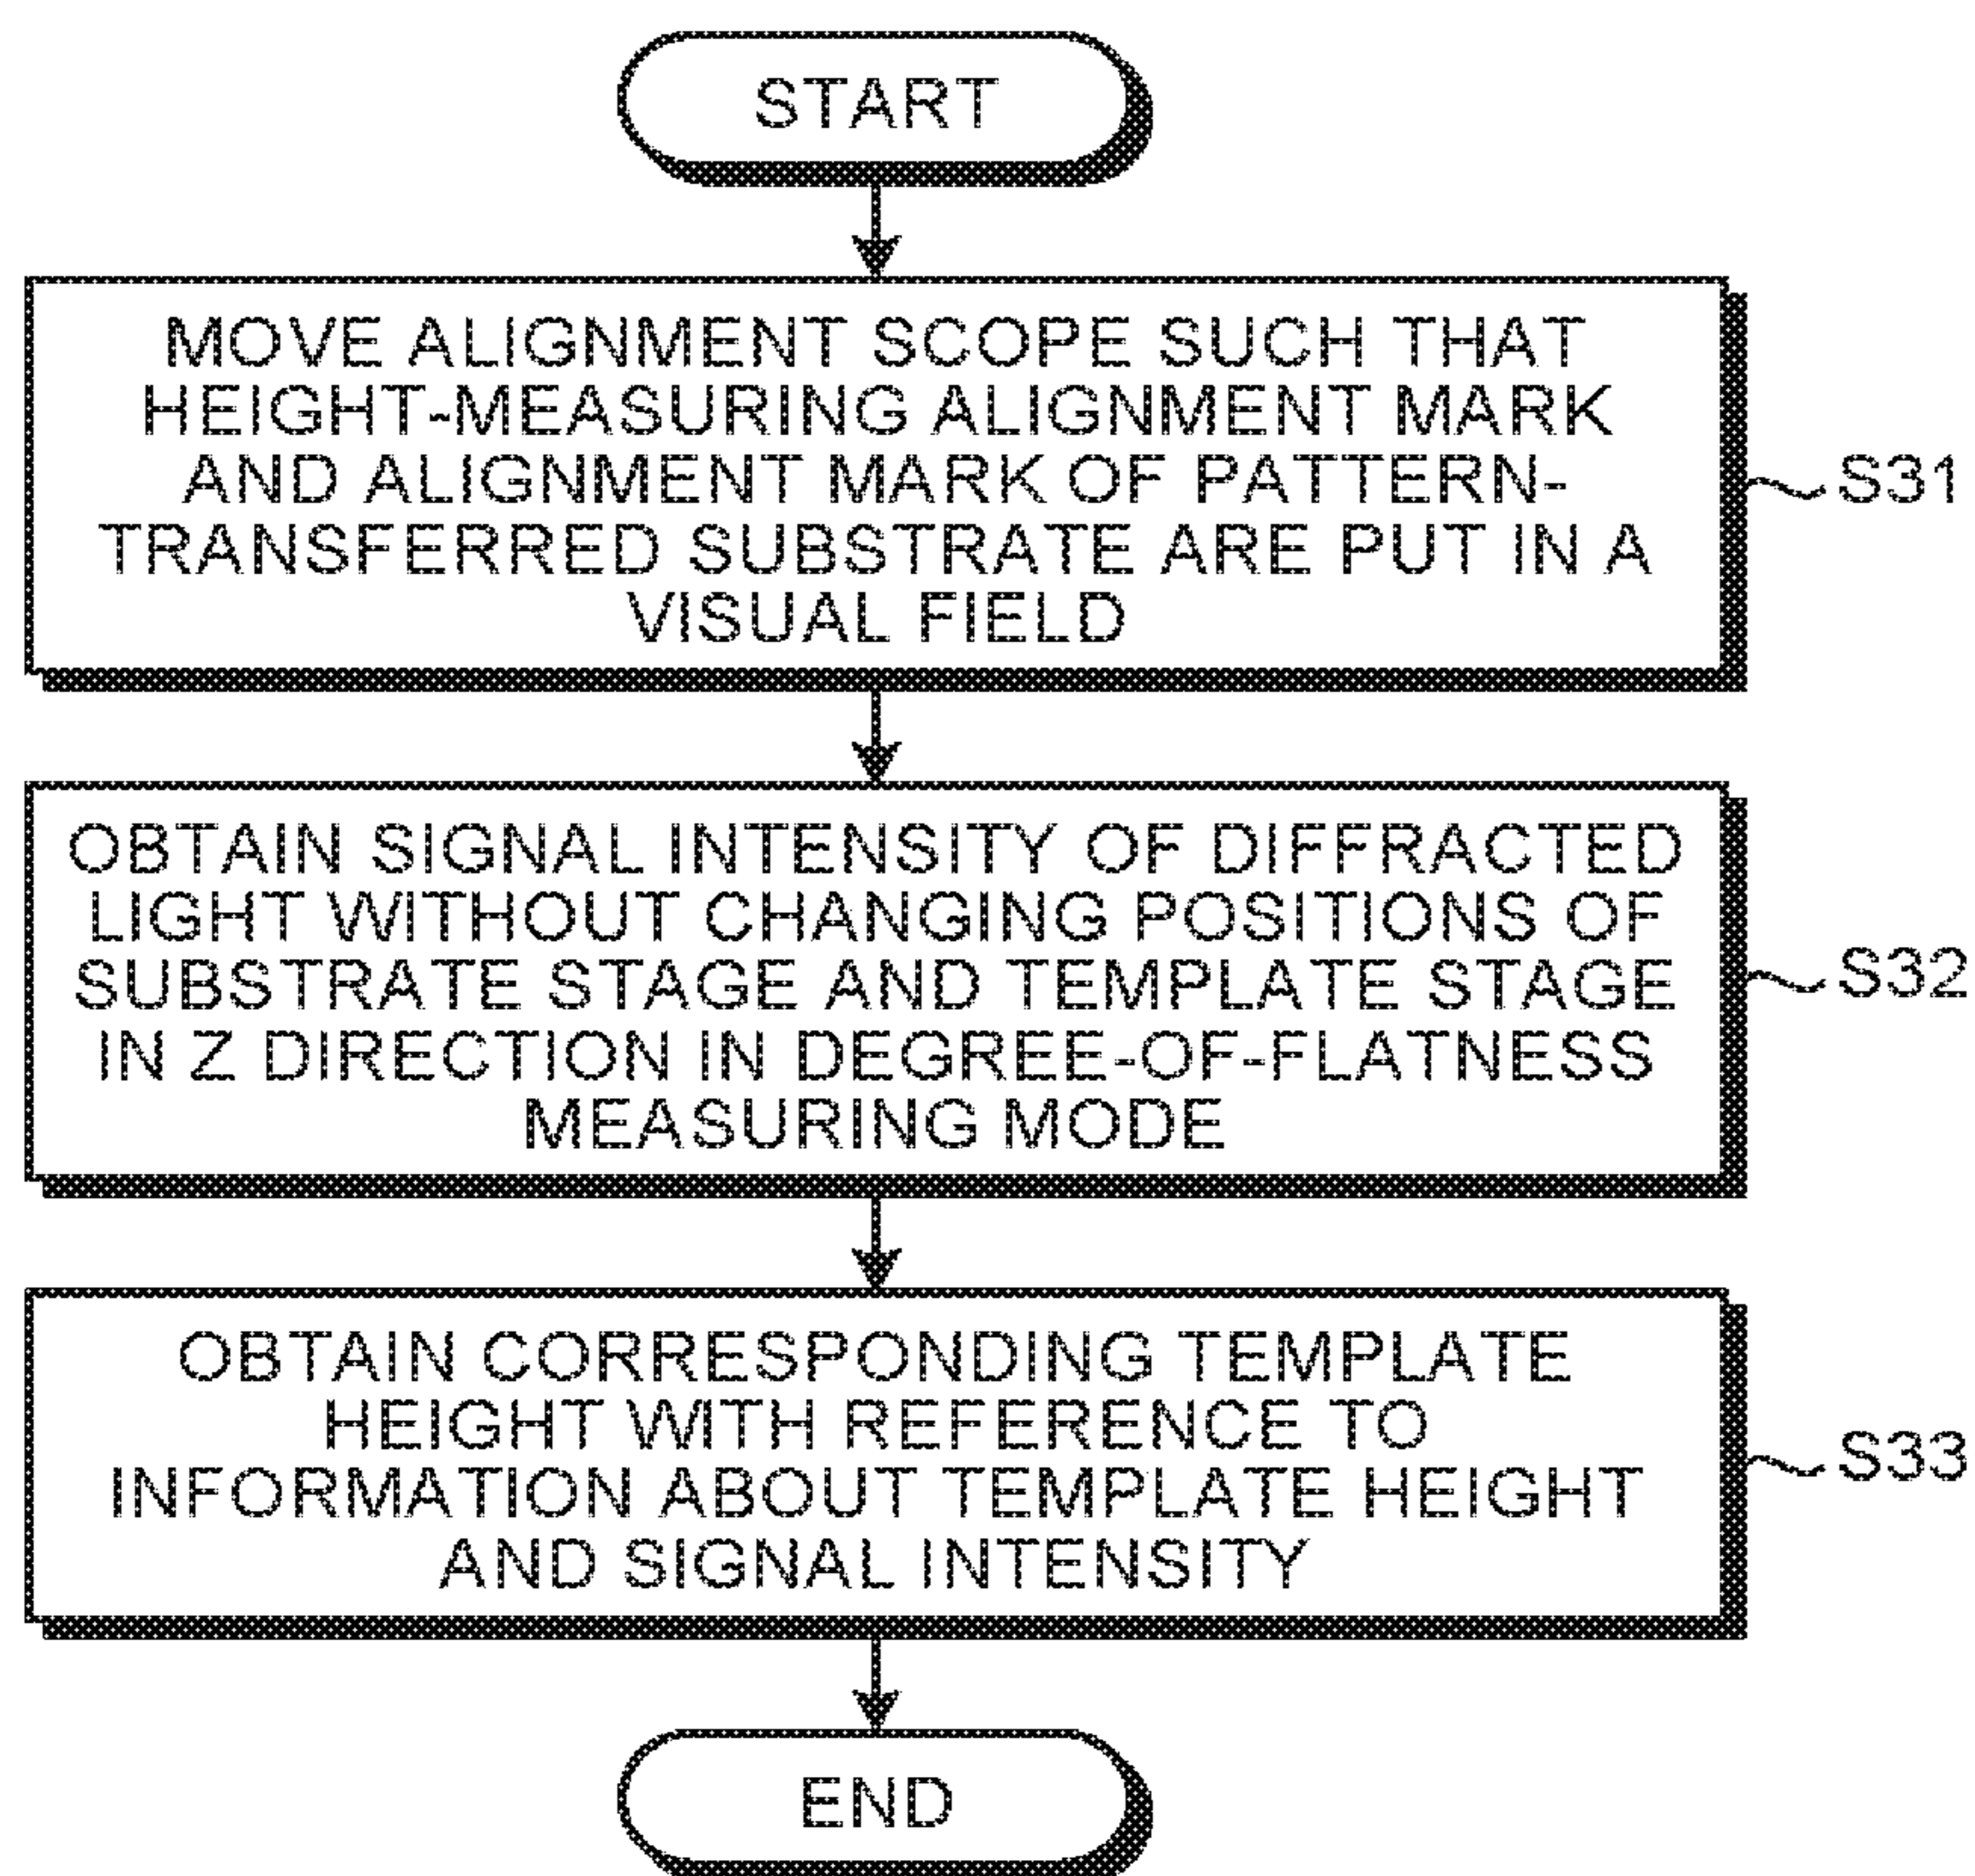 START
MOVE ALIGNMENT SCOPE SUCH THAT
HEIGHT-MEASURING ALIGNMENT MARK
AND ALIGNMENT MARK OF PATTERN-
TRANSFERRED SUBSTRATE ARE PUT IN A
VISUAL FIELD
S31
OBTAIN SIGNAL INTENSITY OF DIFFRACTED
LIGHT WITHOUT CHANGING POSITIONS OF
SUBSTRATE STAGE AND TEMPLATE STAGE
IN Z DIRECTION IN DEGREE-OF-FLATNESS
MEASURING MODE
S32
OBTAIN CORRESPONDING TEMPLATE
HEIGHT WITH REFERENCE TO
INFORMATION ABOUT TEMPLATE HEIGHT
AND SIGNAL INTENSITY
S33
END